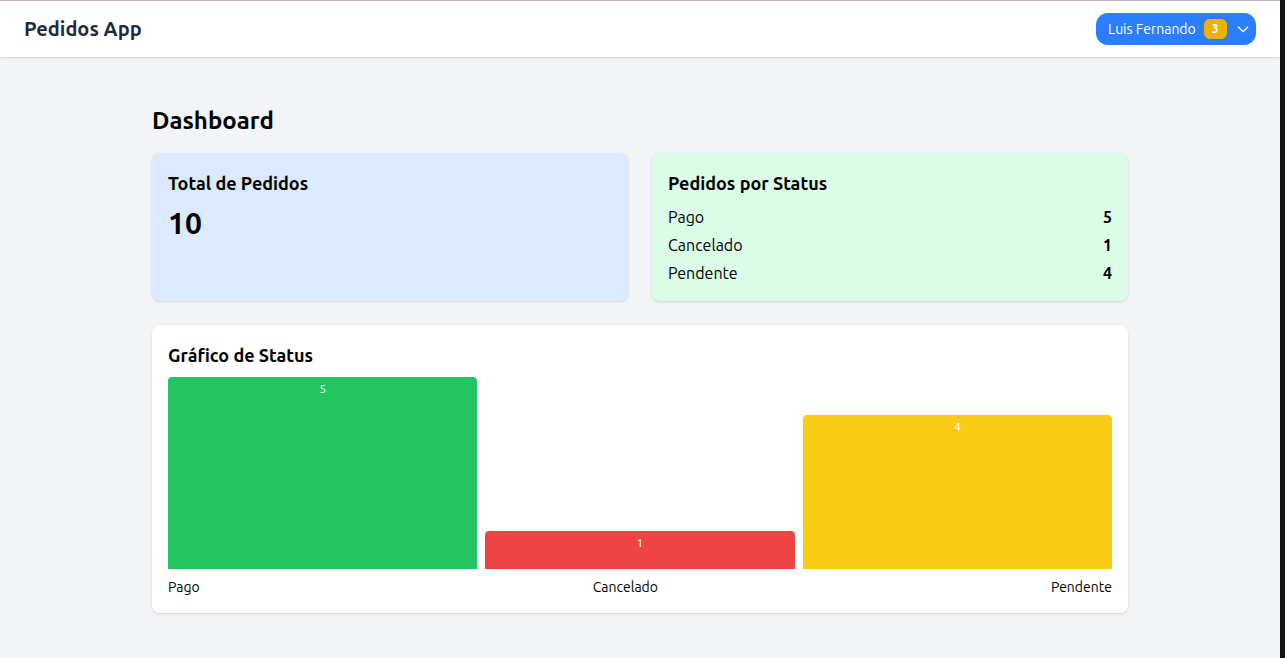 Pedidos App
Luis Fernando 3
Dashboard
Total de Pedidos
10
Pedidos por Status
Pago 5
Cancelado 1
Pendente 4
Gráfico de Status
5
4
1
Pago Cancelado Pendente